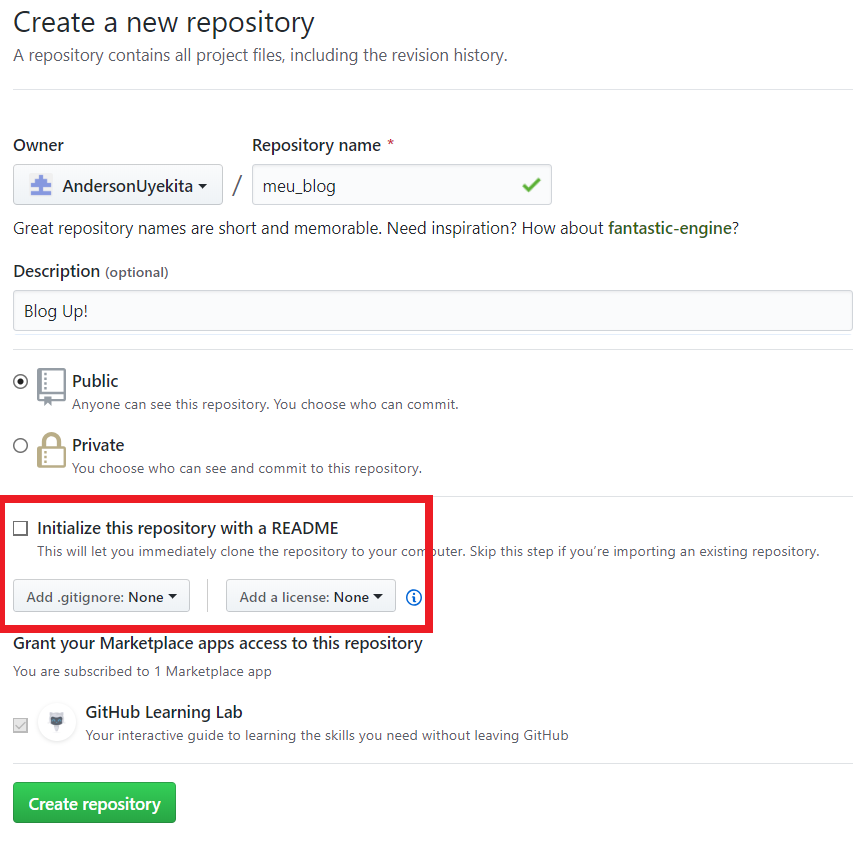 Create a new repository
A repository contains all project files, including the revision history.
Owner Repository name *
AndersonUyekita / meu_blog
Great repository names are short and memorable. Need inspiration? How about fantastic-engine?
Description (optional)
Blog Up!
Public
Anyone can see this repository. You choose who can commit.
Private
You choose who can see and commit to this repository.
Initialize this repository with a README
This will let you immediately clone the repository to your computer. Skip this step if you’re importing an existing repository.
Add .gitignore: None Add a license: None
Grant your Marketplace apps access to this repository
You are subscribed to 1 Marketplace app
GitHub Learning Lab
Your interactive guide to learning the skills you need without leaving GitHub
Create repository